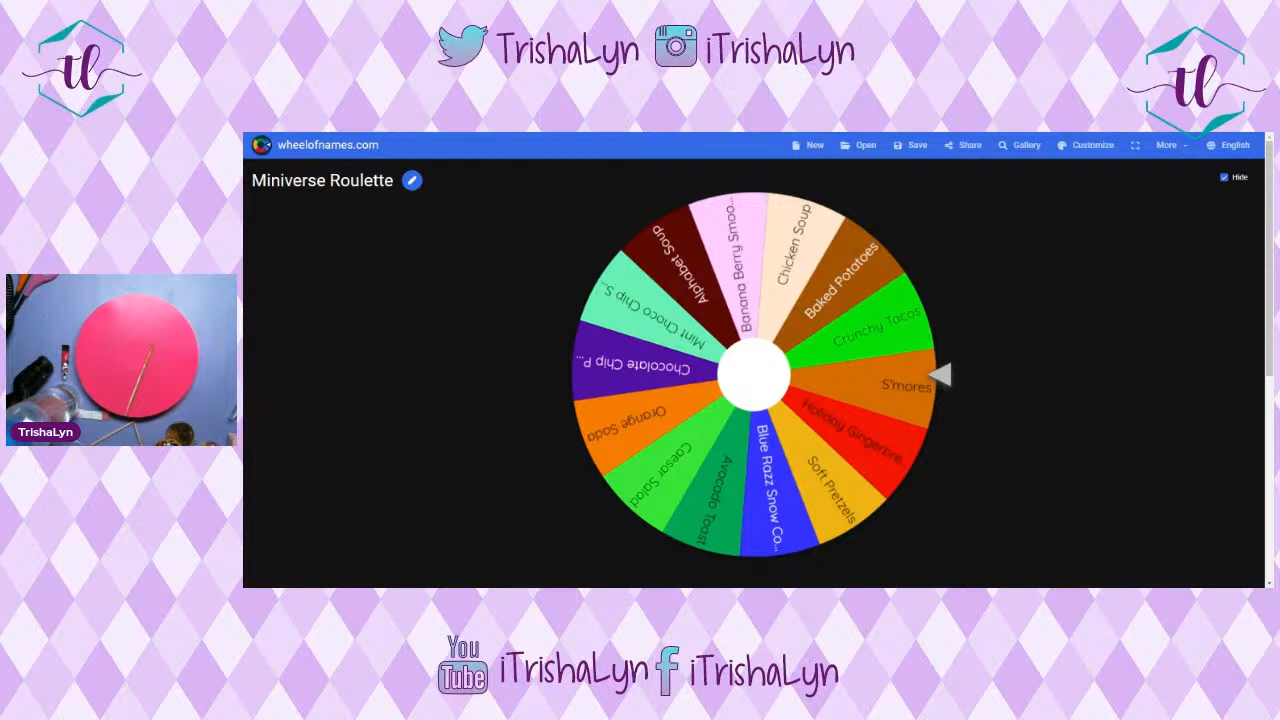 tl
TrishaLyn
iTrishaLyn
tl
wheelofnames.com
New
Open
Save
Share
Gallery
Customize
More
English
Miniverse Roulette
Hide
Alphabet Soup
Banana Berry Smoo...
Chicken Soup
Baked Potatoes
Crunchy Tacos
S'mores
Holiday Gingerbre...
Soft Pretzels
Blue Razz Snow Co...
Avocado Toast
Caesar Salad
Orange Soda
Chocolate Chip P...
Mint Choco Chip S...
TrishaLyn
You
Tube
iTrishaLyn
f
iTrishaLyn